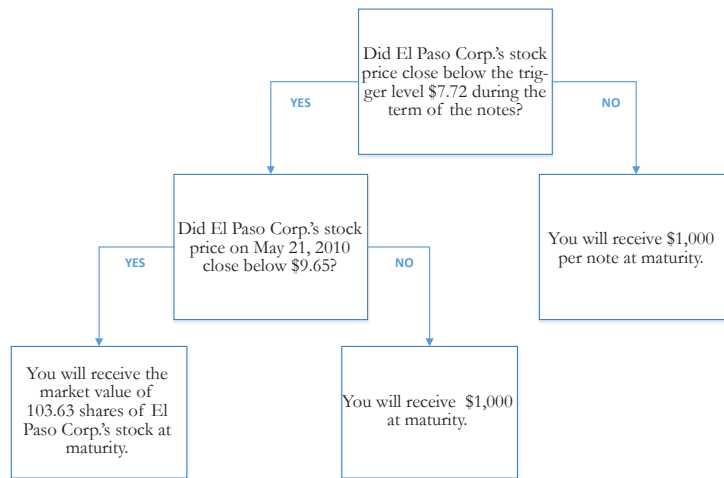 Did El Paso Corp.'s stock
price close below the trig-
ger level $7.72 during the
term of the notes?
YES
NO
Did El Paso Corp.'s stock
price on May 21, 2010
close below $9.65?
You will receive $1,000
per note at maturity.
YES
NO
You will receive the
market value of
103.63 shares of El
Paso Corp.'s stock at
maturity.
You will receive $1,000
at maturity.